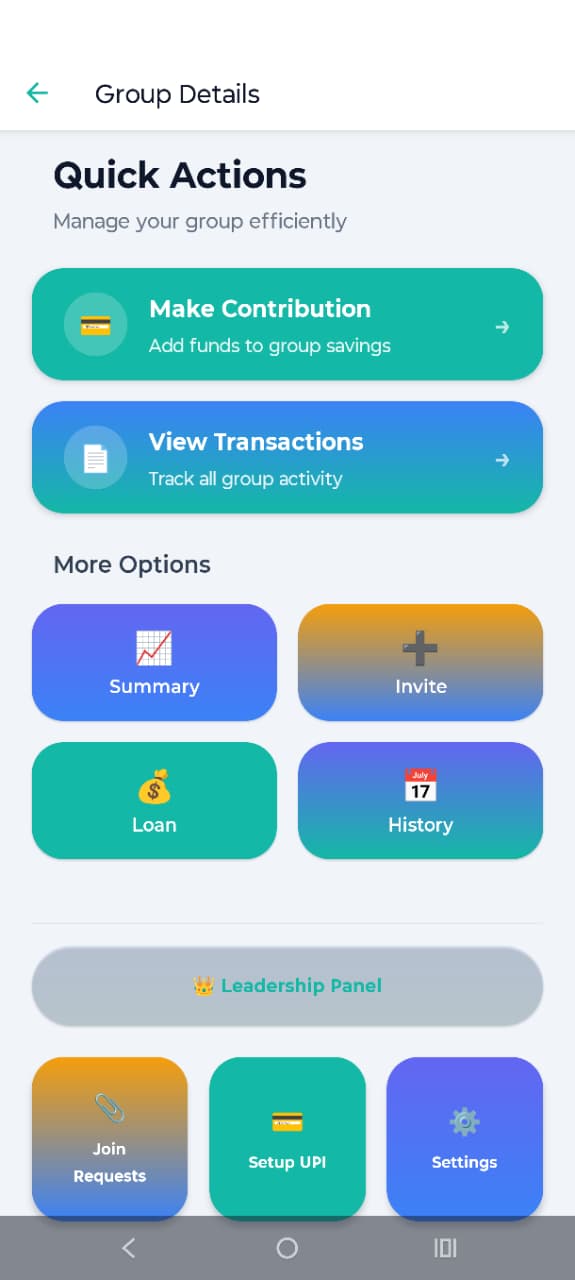 Group Details
Quick Actions
Manage your group efficiently
Make Contribution
Add funds to group savings
View Transactions
Track all group activity
More Options
Summary
Invite
Loan
July
17
History
Leadership Panel
Join
Requests
Setup UPI
Settings